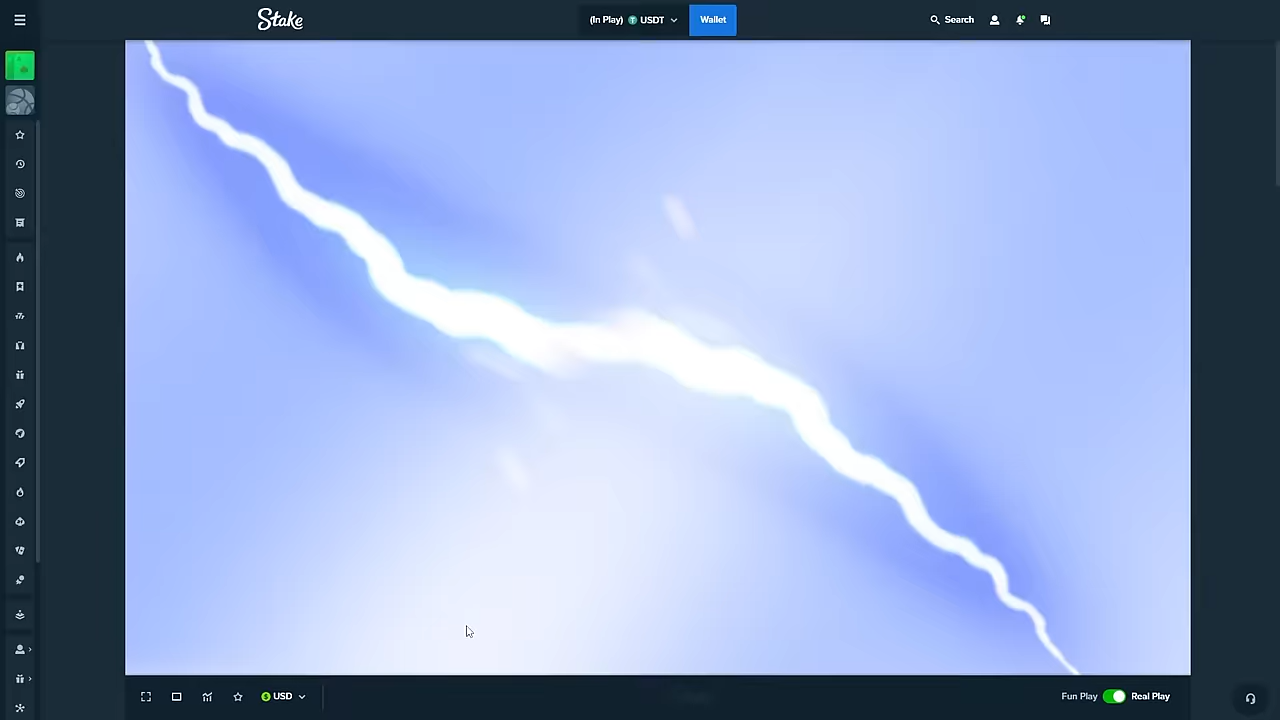 Stake
(In Play) USDT
Wallet
Search
USD
Fun Play
Real Play